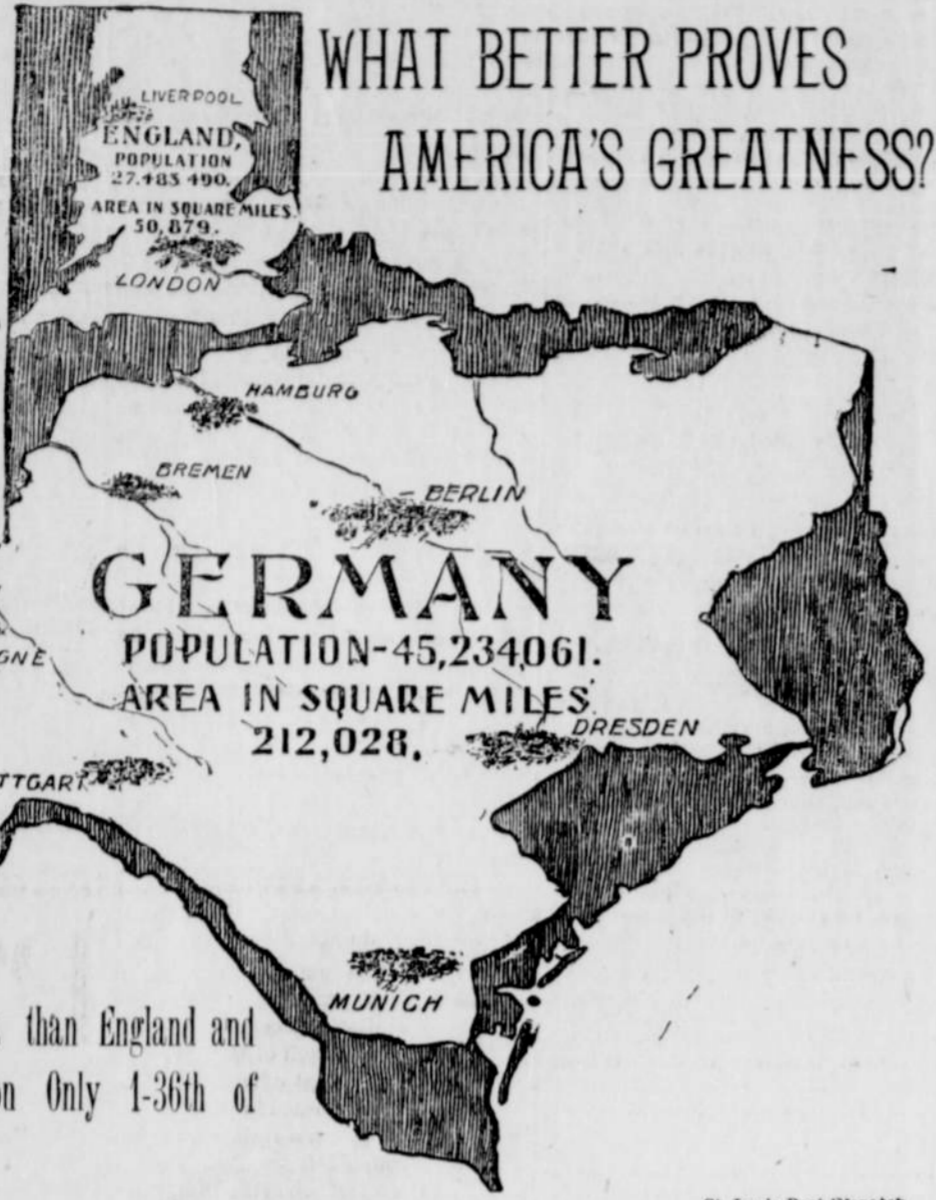 WHAT BETTER PROVES
AMERICA'S GREATNESS?
LIVERPOOL
ENGLAND,
POPULATION
27,483 490.
AREA IN SQUARE MILES.
50,879.
LONDON
HAMBURG
BREMEN
BERLIN
GERMANY
POPULATION-45,234,061.
AREA IN SQUARE MILES.
212,028.
GNE
DRESDEN
TTGART
MUNICH
than England and
n Only 1-36th of